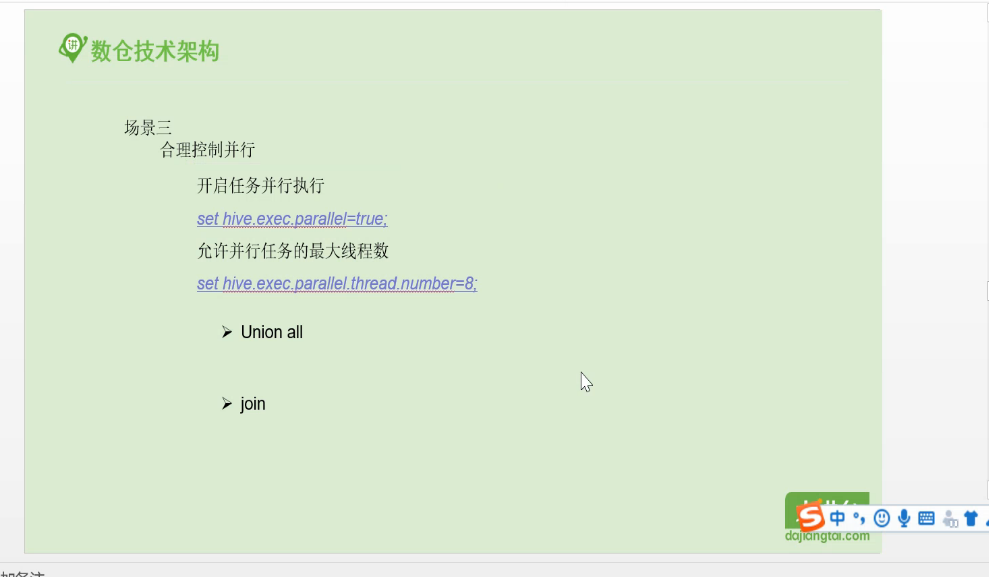 讲
数仓技术架构
场景三
合理控制并行
开启任务并行执行
set hive.exec.parallel=true;
允许并行任务的最大线程数
set hive.exec.parallel.thread.number=8;
Union all
join
中
dajiangtai.com